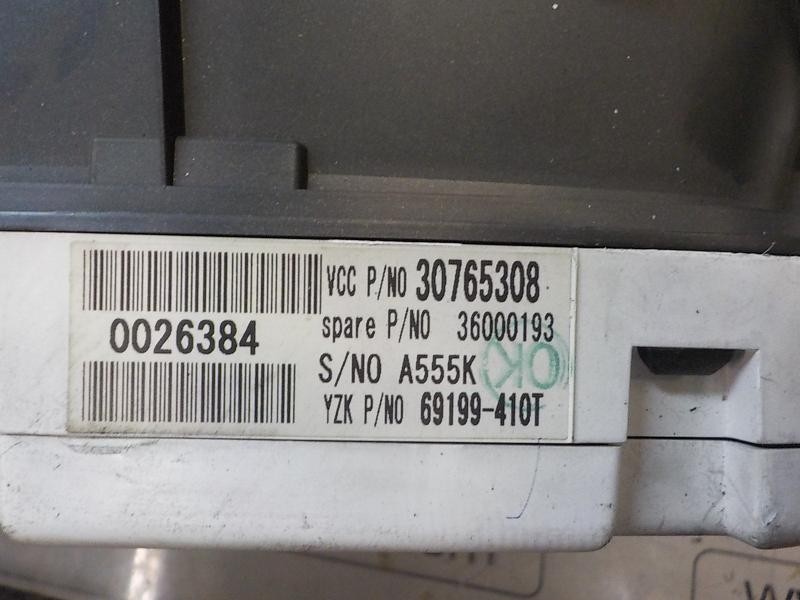 VCC P/NO 30765308
0026384
spare P/NO 36000193
S/NO A555K
OK
YZK P/NO 69199-410T